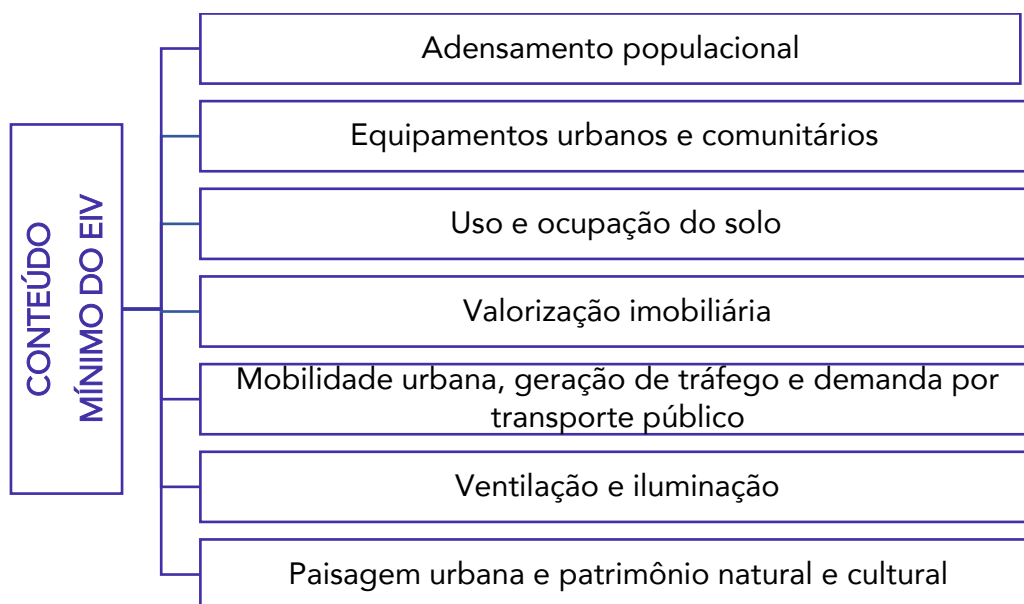 CONTEÚDO
MÍNIMO DO EIV
Adensamento populacional
Equipamentos urbanos e comunitários
Uso e ocupação do solo
Valorização imobiliária
Mobilidade urbana, geração de tráfego e demanda por
transporte público
Ventilação e iluminação
Paisagem urbana e patrimônio natural e cultural